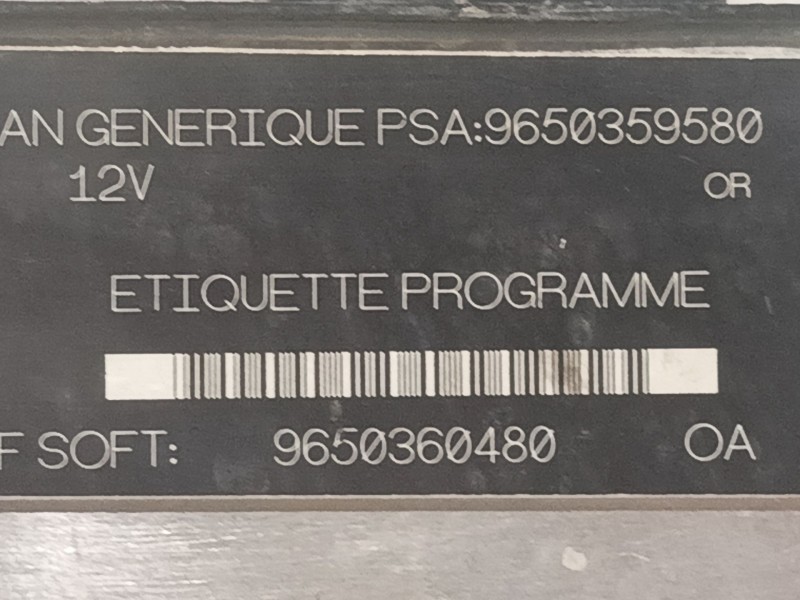 AN GENERIQUE PSA:9650359580
12V OR
ETIQUETTE PROGRAMME
F SOFT: 9650360480 OA